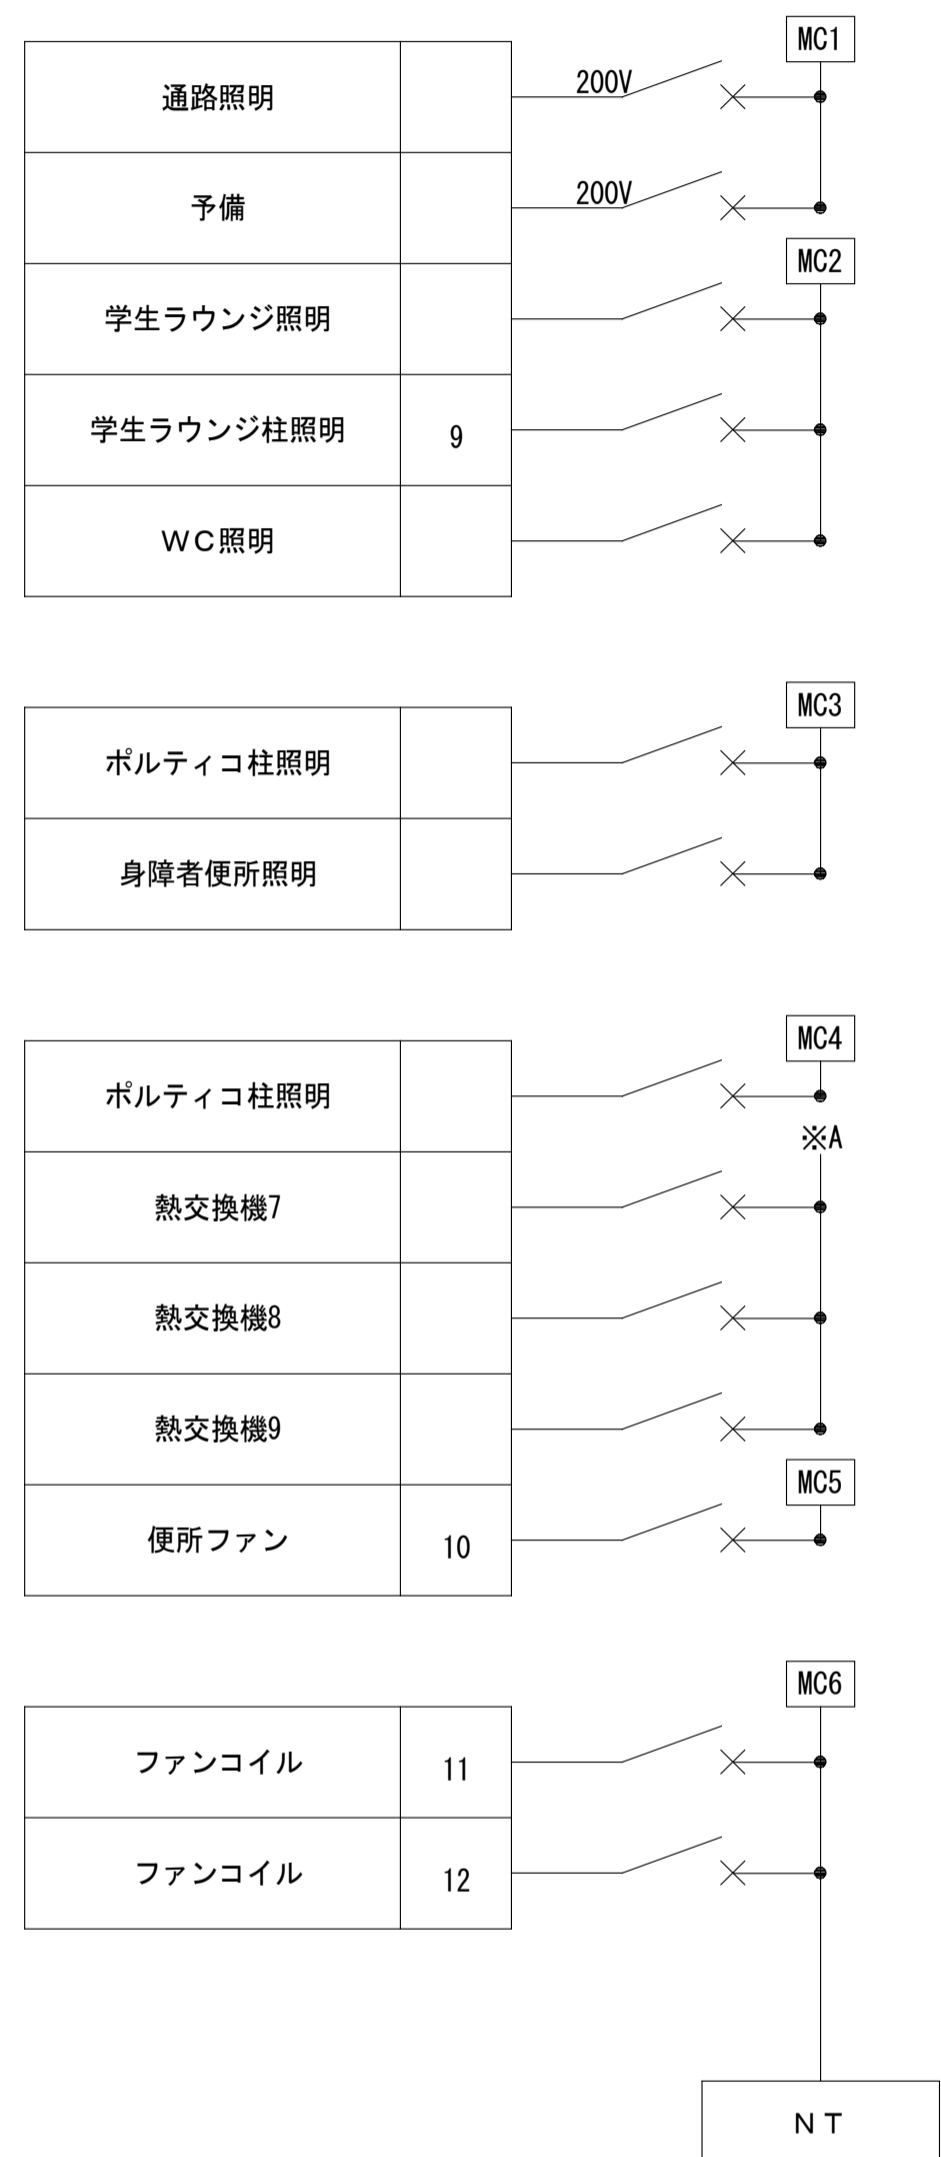 MC1
通路照明 200V
予備 200V
MC2
学生ラウンジ照明
学生ラウンジ柱照明 9
WC照明
MC3
ポルティコ柱照明
身障者便所照明
MC4
ポルティコ柱照明
※A
熱交換機7
熱交換機8
熱交換機9
MC5
便所ファン 10
MC6
ファンコイル 11
ファンコイル 12
NT